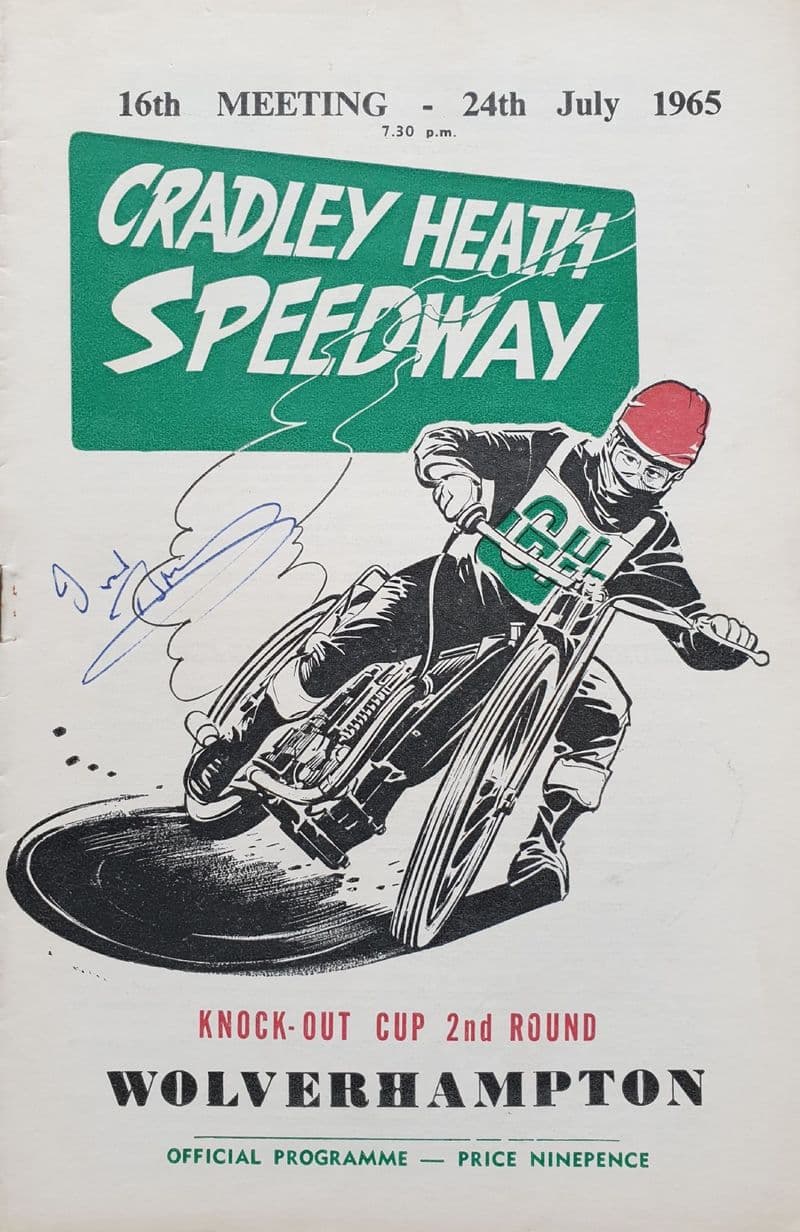 16th MEETING - 24th July 1965
7.30 p.m.
CRADLEY HEATH
SPEEDWAY
CH
KNOCK-OUT CUP 2nd ROUND
WOLVERHAMPTON
OFFICIAL PROGRAMME — PRICE NINEPENCE